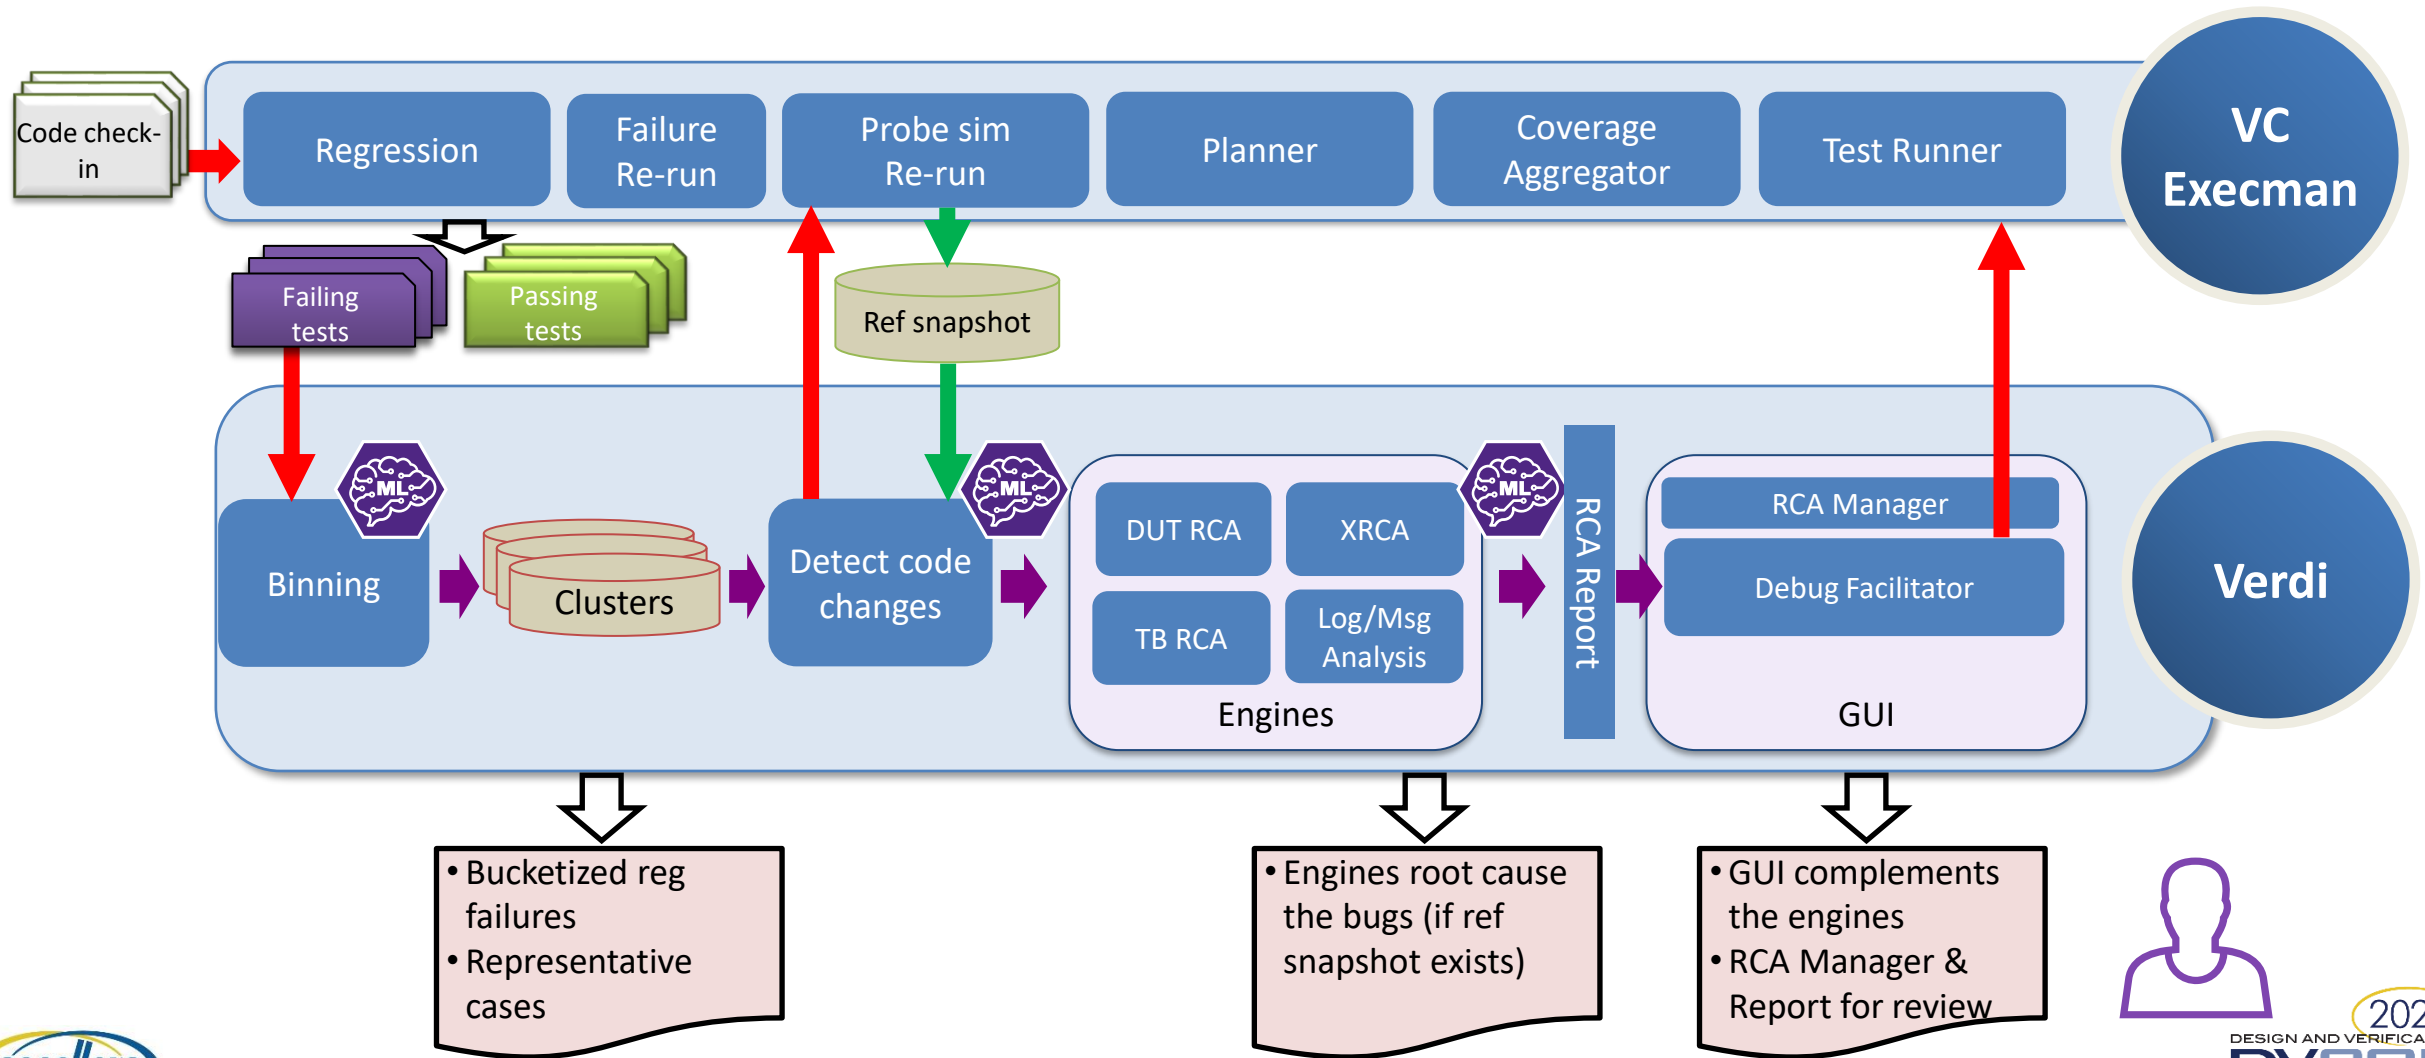 Code check-
in
Regression
Failure
Re-run
Probe sim
Re-run
Planner
Coverage
Aggregator
Test Runner
VC
Execman
Failing
tests
Passing
tests
Ref snapshot
Binning
ML
Clusters
Detect code
changes
ML
DUT RCA
XRCA
TB RCA
Log/Msg
Analysis
Engines
ML
RCA Report
RCA Manager
Debug Facilitator
GUI
Verdi
• Bucketized reg
failures
• Representative
cases
• Engines root cause
the bugs (if ref
snapshot exists)
• GUI complements
the engines
• RCA Manager &
Report for review
DESIGN AND